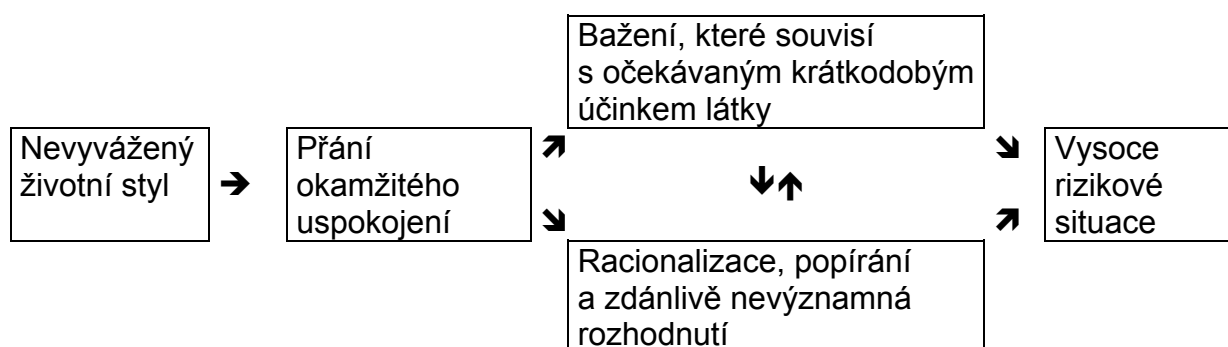 Nevyvážený
životní styl
➔
Přání
okamžitého
uspokojení
Bažení, které souvisí
s očekávaným krátkodobým
účinkem látky
Racionalizace, popírání
a zdánlivě nevýznamná
rozhodnutí
Vysoce
rizikové
situace